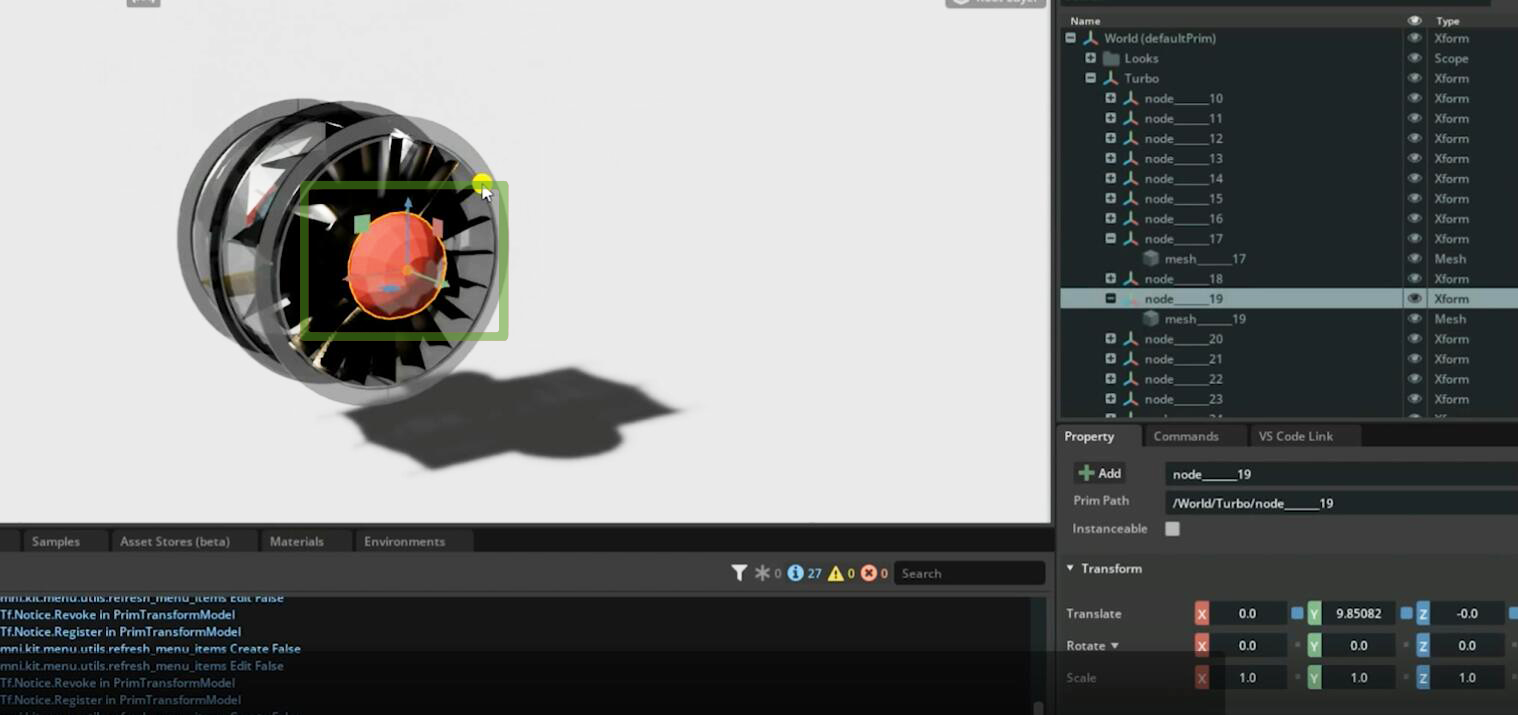 Root Layer
Name Type
World (defaultPrim) Xform
Looks Scope
Turbo Xform
node_____10 Xform
node_____11 Xform
node_____12 Xform
node_____13 Xform
node_____14 Xform
node_____15 Xform
node_____16 Xform
node_____17 Xform
mesh_____17 Mesh
node_____18 Xform
node_____19 Xform
mesh_____19 Mesh
node_____20 Xform
node_____21 Xform
node_____22 Xform
node_____23 Xform
Property Commands VS Code Link
Add node_____19
Prim Path /World/Turbo/node_____19
Instanceable
Transform
Translate X 0.0 Y 9.85082 Z -0.0
Rotate X 0.0 Y 0.0 Z 0.0
Scale X 1.0 Y 1.0 Z 1.0
Samples Asset Stores (beta) Materials Environments
0 27 0 0 Search
mni.kit.menu.utils.refresh_menu_items Edit False
Tf.Notice.Revoke in PrimTransformModel
Tf.Notice.Register in PrimTransformModel
mni.kit.menu.utils.refresh_menu_items Create False
mni.kit.menu.utils.refresh_menu_items Edit False
Tf.Notice.Revoke in PrimTransformModel
Tf.Notice.Register in PrimTransformModel